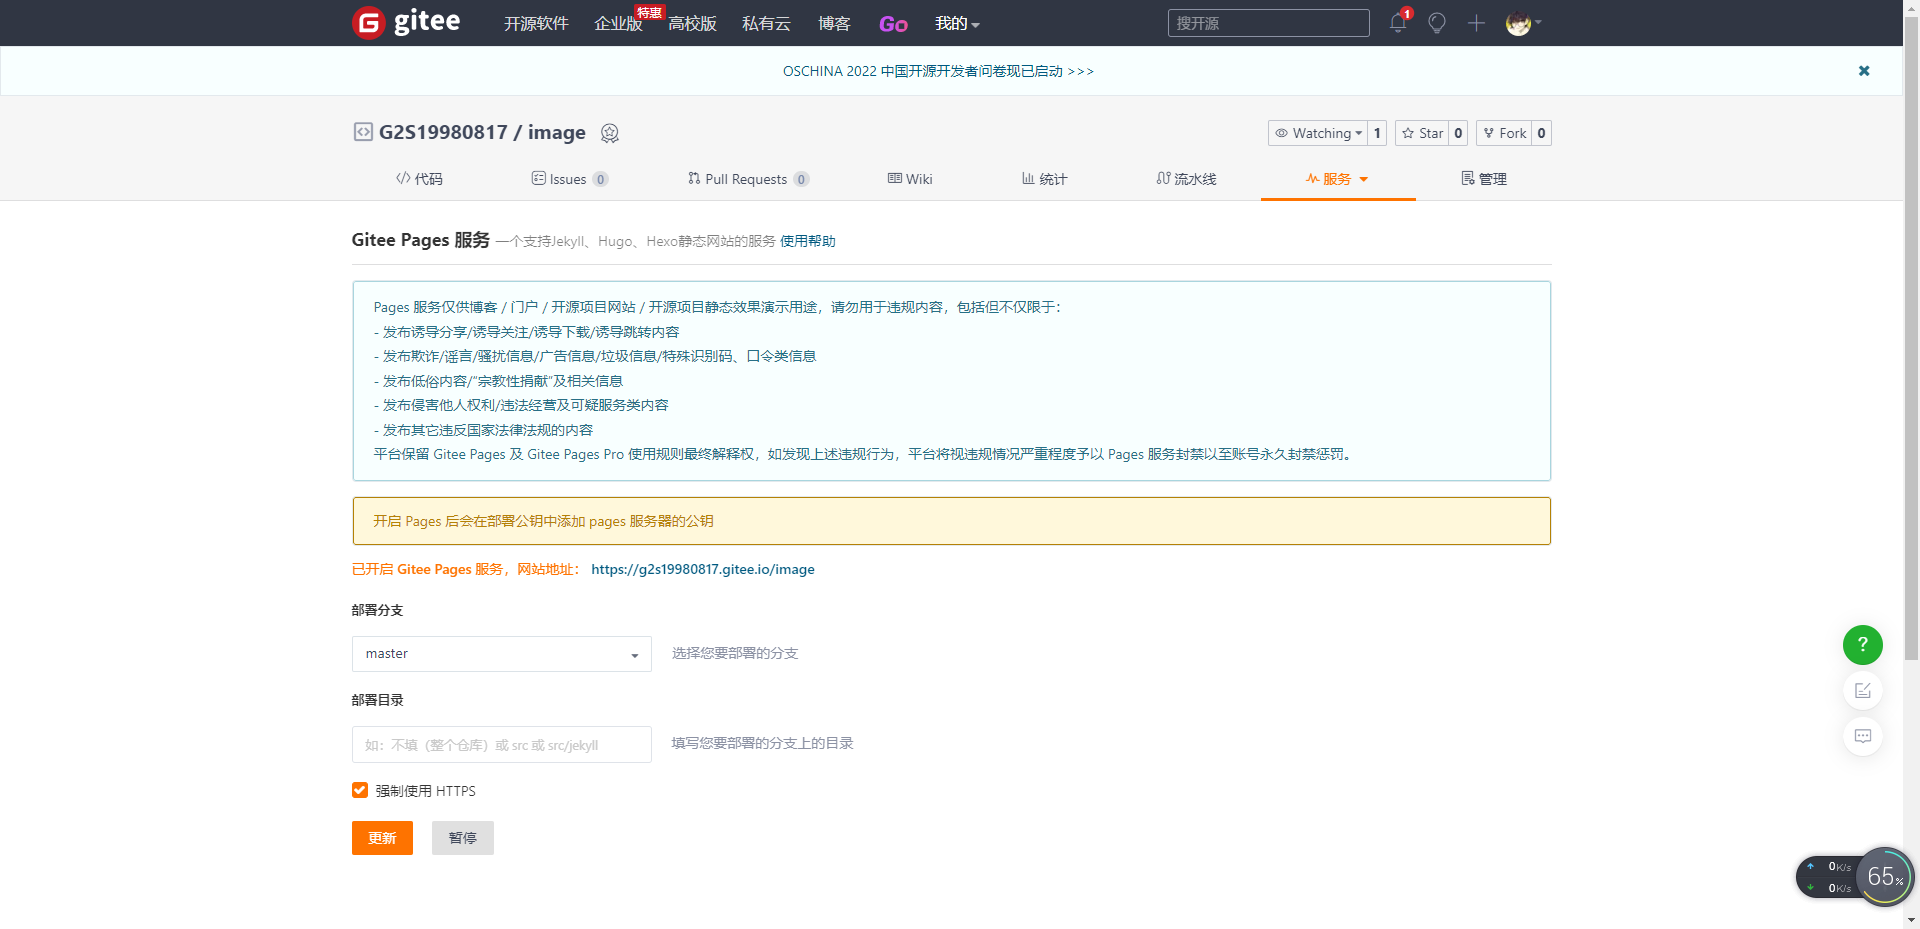 gitee 开源软件 企业版 特惠 高校版 私有云 博客 Go 我的 搜开源 1
OSCHINA 2022 中国开源开发者问卷现已启动 >>>
G2S19980817 / image Watching 1 Star 0 Fork 0
代码 Issues 0 Pull Requests 0 Wiki 统计 流水线 服务 管理
Gitee Pages 服务 一个支持Jekyll、Hugo、Hexo静态网站的服务 使用帮助
Pages 服务仅供博客 / 门户 / 开源项目网站 / 开源项目静态效果演示用途，请勿用于违规内容，包括但不仅限于：
- 发布诱导分享/诱导关注/诱导下载/诱导跳转内容
- 发布欺诈/谣言/骚扰信息/广告信息/垃圾信息/特殊识别码、口令类信息
- 发布低俗内容/“宗教性捐献”及相关信息
- 发布侵害他人权利/违法经营及可疑服务类内容
- 发布其它违反国家法律法规的内容
平台保留 Gitee Pages 及 Gitee Pages Pro 使用规则最终解释权，如发现上述违规行为，平台将视违规情况严重程度予以 Pages 服务封禁以至账号永久封禁惩罚。
开启 Pages 后会在部署公钥中添加 pages 服务器的公钥
已开启 Gitee Pages 服务，网站地址： https://g2s19980817.gitee.io/image
部署分支
master 选择您要部署的分支
部署目录
如：不填（整个仓库）或 src 或 src/jekyll 填写您要部署的分支上的目录
强制使用 HTTPS
更新 暂停
?
0K/s
0K/s
65%